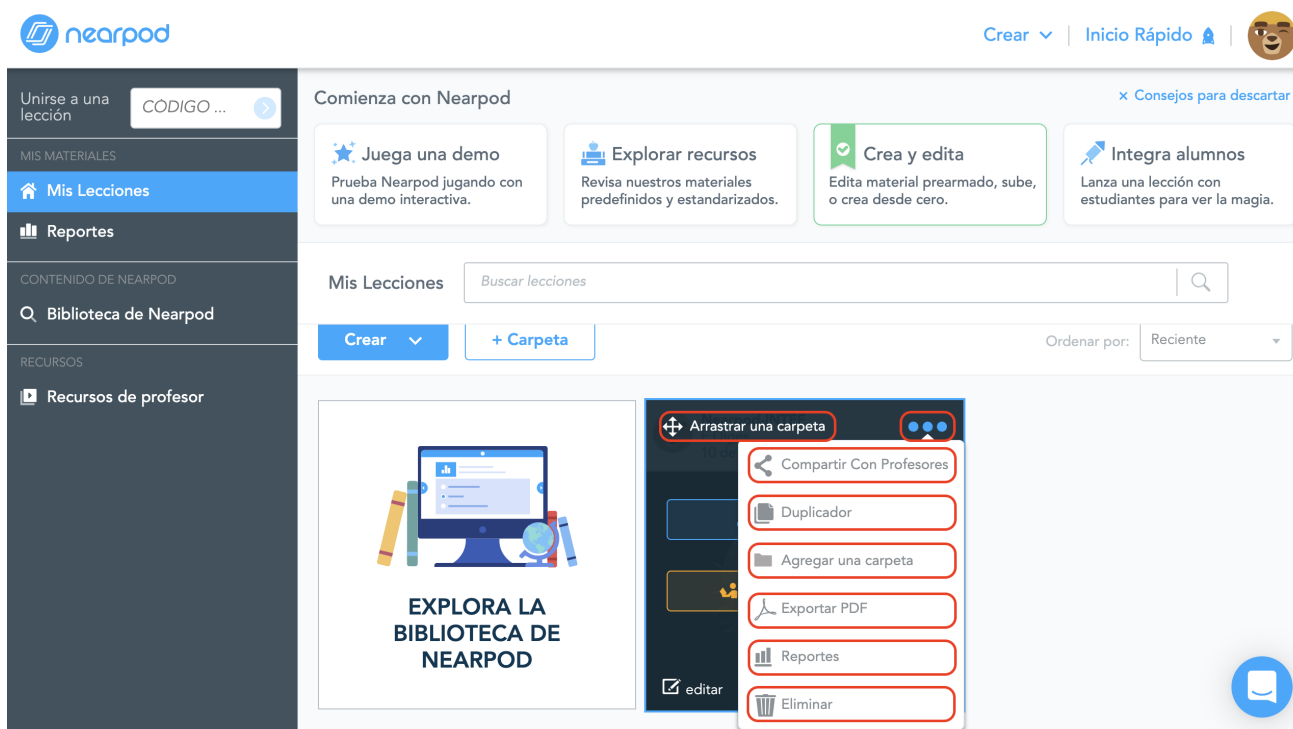 nearpod
Crear
Inicio Rápido
Unirse a una
lección
CÓDIGO ...
MIS MATERIALES
Mis Lecciones
Reportes
CONTENIDO DE NEARPOD
Biblioteca de Nearpod
RECURSOS
Recursos de profesor
Comienza con Nearpod
× Consejos para descartar
Juega una demo
Prueba Nearpod jugando con
una demo interactiva.
Explorar recursos
Revisa nuestros materiales
predefinidos y estandarizados.
Crea y edita
Edita material prearmado, sube,
o crea desde cero.
Integra alumnos
Lanza una lección con
estudiantes para ver la magia.
Mis Lecciones
Buscar lecciones
Crear
+ Carpeta
Ordenar por:
Reciente
EXPLORA LA
BIBLIOTECA DE
NEARPOD
Arrastrar una carpeta
Compartir Con Profesores
Duplicador
Agregar una carpeta
Exportar PDF
Reportes
Eliminar
editar